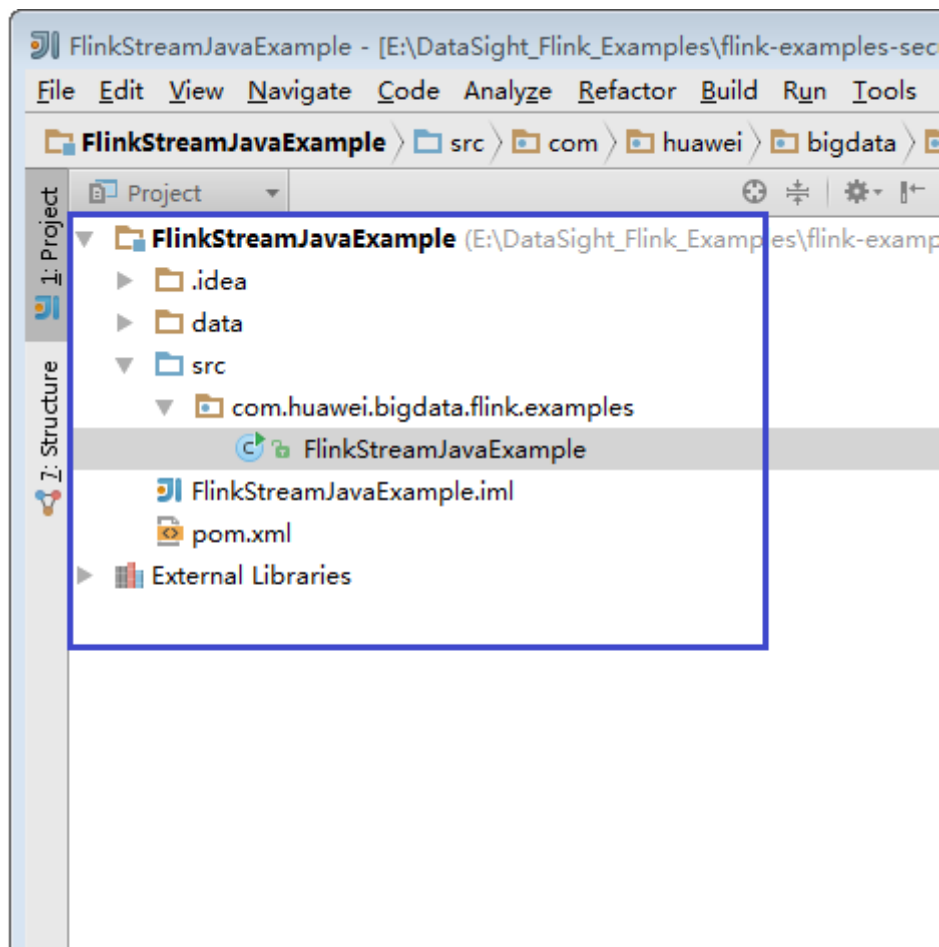 FlinkStreamJavaExample - [E:\DataSight_Flink_Examples\flink-examples-sec
File Edit View Navigate Code Analyze Refactor Build Run Tools
FlinkStreamJavaExample src com huawei bigdata
Project
1: Project
7: Structure
FlinkStreamJavaExample (E:\DataSight_Flink_Examples\flink-examp
.idea
data
src
com.huawei.bigdata.flink.examples
FlinkStreamJavaExample
FlinkStreamJavaExample.iml
pom.xml
External Libraries